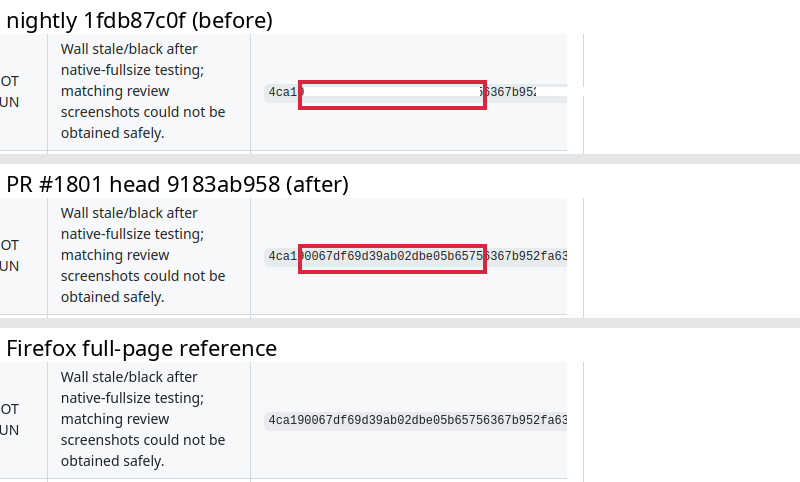 nightly 1fdb87c0f (before)
Wall stale/black after
OT native-fullsize testing;
UN matching review 4ca19 56367b952
screenshots could not be
obtained safely.
PR #1801 head 9183ab958 (after)
Wall stale/black after
OT native-fullsize testing;
UN matching review 4ca190067df69d39ab02dbe05b65756367b952fa63
screenshots could not be
obtained safely.
Firefox full-page reference
Wall stale/black after
OT native-fullsize testing;
UN matching review 4ca190067df69d39ab02dbe05b65756367b952fa63
screenshots could not be
obtained safely.